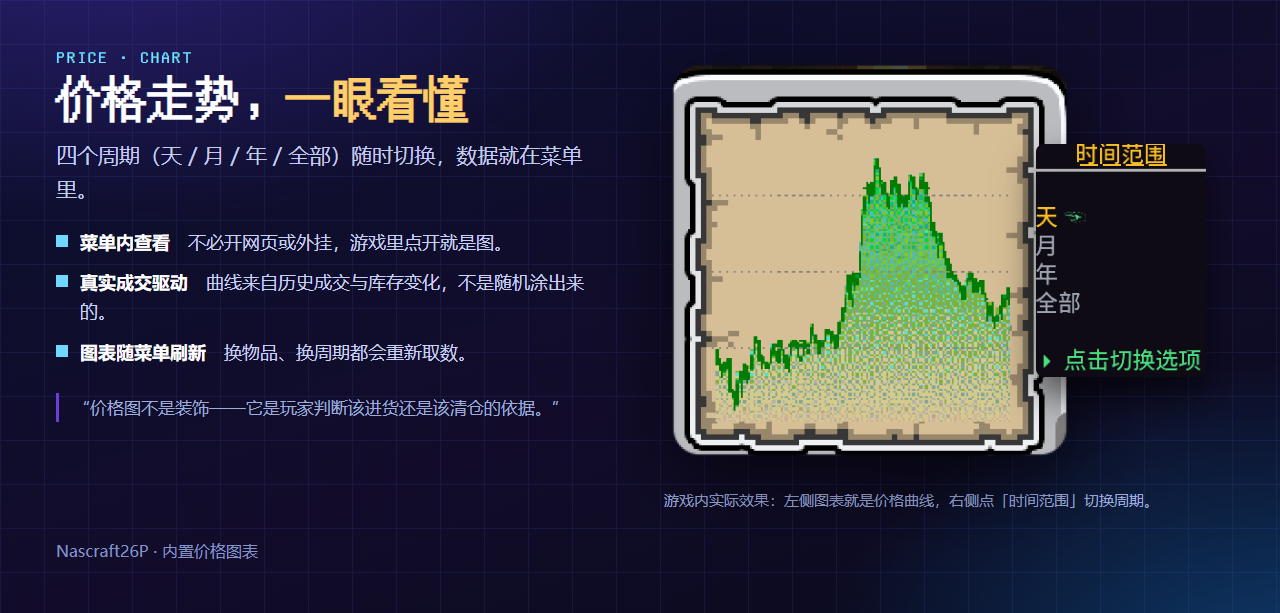 PRICE · CHART
价格走势，一眼看懂
四个周期（天 / 月 / 年 / 全部）随时切换，数据就在菜单
里。
菜单内查看 不必开网页或外挂，游戏里点开就是图。
真实成交驱动 曲线来自历史成交与库存变化，不是随机涂出来
的。
图表随菜单刷新 换物品、换周期都会重新取数。
“价格图不是装饰——它是玩家判断该进货还是该清仓的依据。”
时间范围
天
月
年
全部
点击切换选项
游戏内实际效果：左侧图表就是价格曲线，右侧点「时间范围」切换周期。
Nascraft26P · 内置价格图表